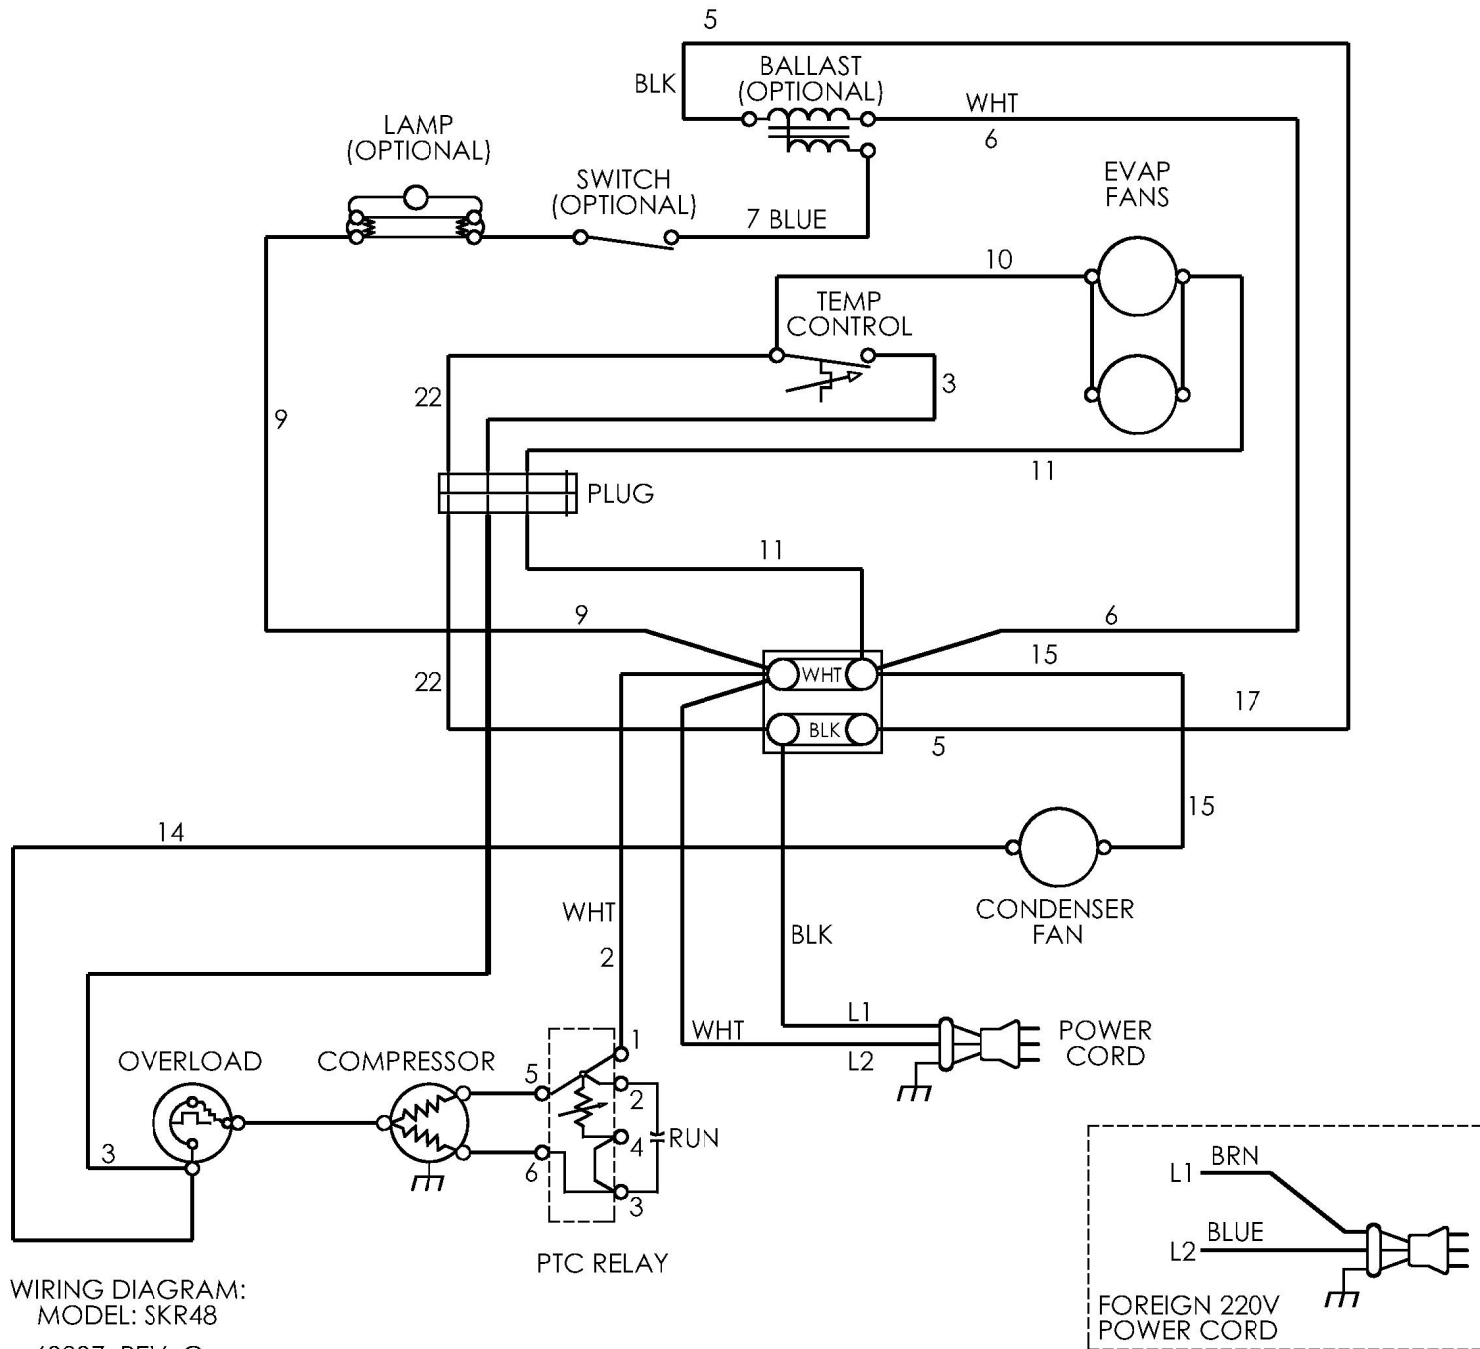 5
BLK
BALLAST
(OPTIONAL)
WHT
6
LAMP
(OPTIONAL)
SWITCH
(OPTIONAL)
7 BLUE
EVAP
FANS
10
TEMP
CONTROL
22
3
9
11
PLUG
11
9
6
15
22
WHT
17
BLK
5
15
14
CONDENSER
FAN
WHT
BLK
2
L1
WHT
L2
POWER
CORD
OVERLOAD
COMPRESSOR
1
5
2
4
RUN
3
6
3
PTC RELAY
L1
BRN
L2
BLUE
FOREIGN 220V
POWER CORD
WIRING DIAGRAM:
MODEL: SKR48